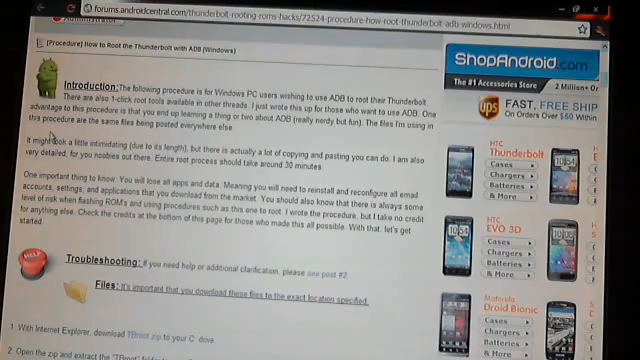 forums.androidcentral.com/thunderbolt-rooting-roms-hacks/72524-procedure-how-root-thunderbolt-adb-windows.html
Administrator
[Procedure] How to Root the Thunderbolt with ADB (Windows)
Introduction: The following procedure is for Windows PC users wishing to use ADB to root their Thunderbolt.
There are also 1-click root tools available in other threads. I just wrote this up for those who want to use ADB. One
advantage to this procedure is that you end up learning a thing or two about ADB (really nerdy but fun). The files I'm using in
this procedure are the same files being posted everywhere else
It might look a little intimidating (due to its length), but there is actually a lot of copying and pasting you can do. I am also
very detailed, for you noobies out there. Entire root process should take around 30 minutes.
One important thing to know: You will lose all apps and data. Meaning you will need to reinstall and reconfigure all email
accounts, settings, and applications that you download from the market. You should also know that there is always some
level of risk when flashing ROM's and using procedures such as this one to root. I wrote the procedure, but I take no credit
for anything else. Check the credits at the bottom of this page for those who made this all possible. With that, let's get
started.
HELP
Troubleshooting: If you need help or additional clarification, please see post #2.
Files: It's important that you download these files to the exact location specified.
1 With Internet Explorer, download TBroot.zip to your C: drive.
2 Open the zip and extract the "TBroot"
ShopAndroid.com
The #1 Accessories Store
2 Million+
ups
FAST, FREE SHIP
On Orders Over $50 Within
HTC
Thunderbolt
Cases
Chargers
Batteries
& More
HTC
EVO 3D
Cases
Chargers
Batteries
& More
Motorola
Droid Bionic
Cases
Chargers
Batteries
& More